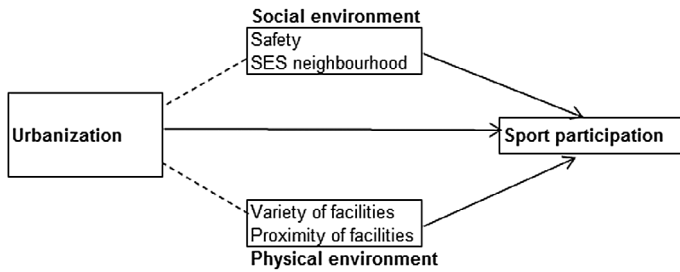 Social environment
Safety
SES neighbourhood
Urbanization
Sport participation
Variety of facilities
Proximity of facilities
Physical environment